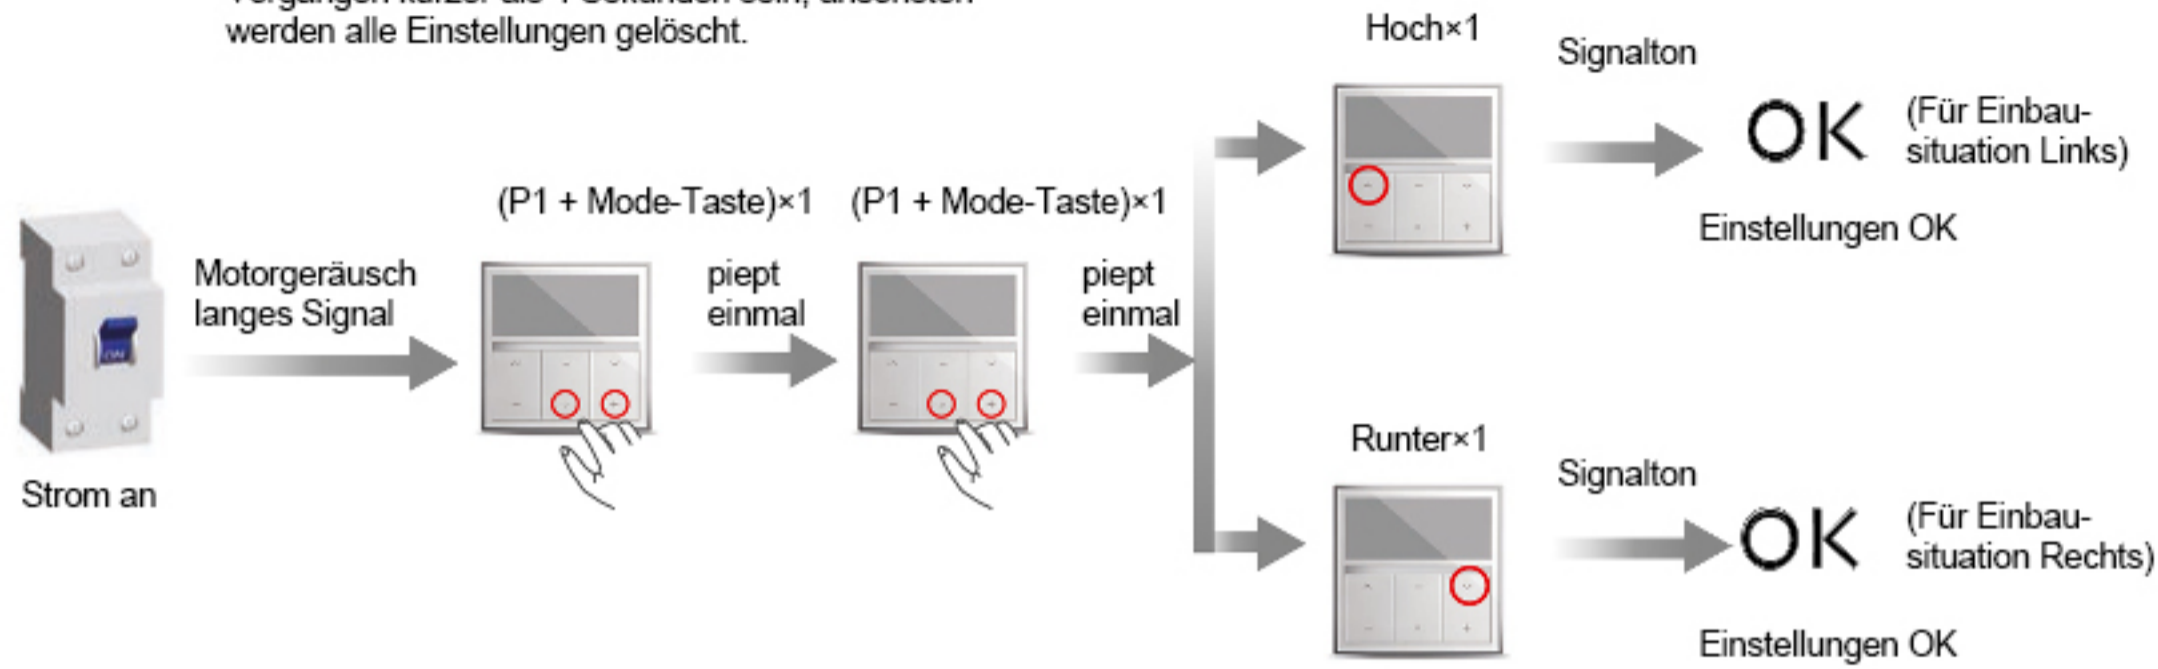 werden alle Einstellungen gelöscht.
Strom an
ON
Motorgeräusch
langes Signal
(P1 + Mode-Taste)×1
piept
einmal
(P1 + Mode-Taste)×1
piept
einmal
Hoch×1
Signalton
OK
(Für Einbau-
situation Links)
Einstellungen OK
Runter×1
Signalton
OK
(Für Einbau-
situation Rechts)
Einstellungen OK